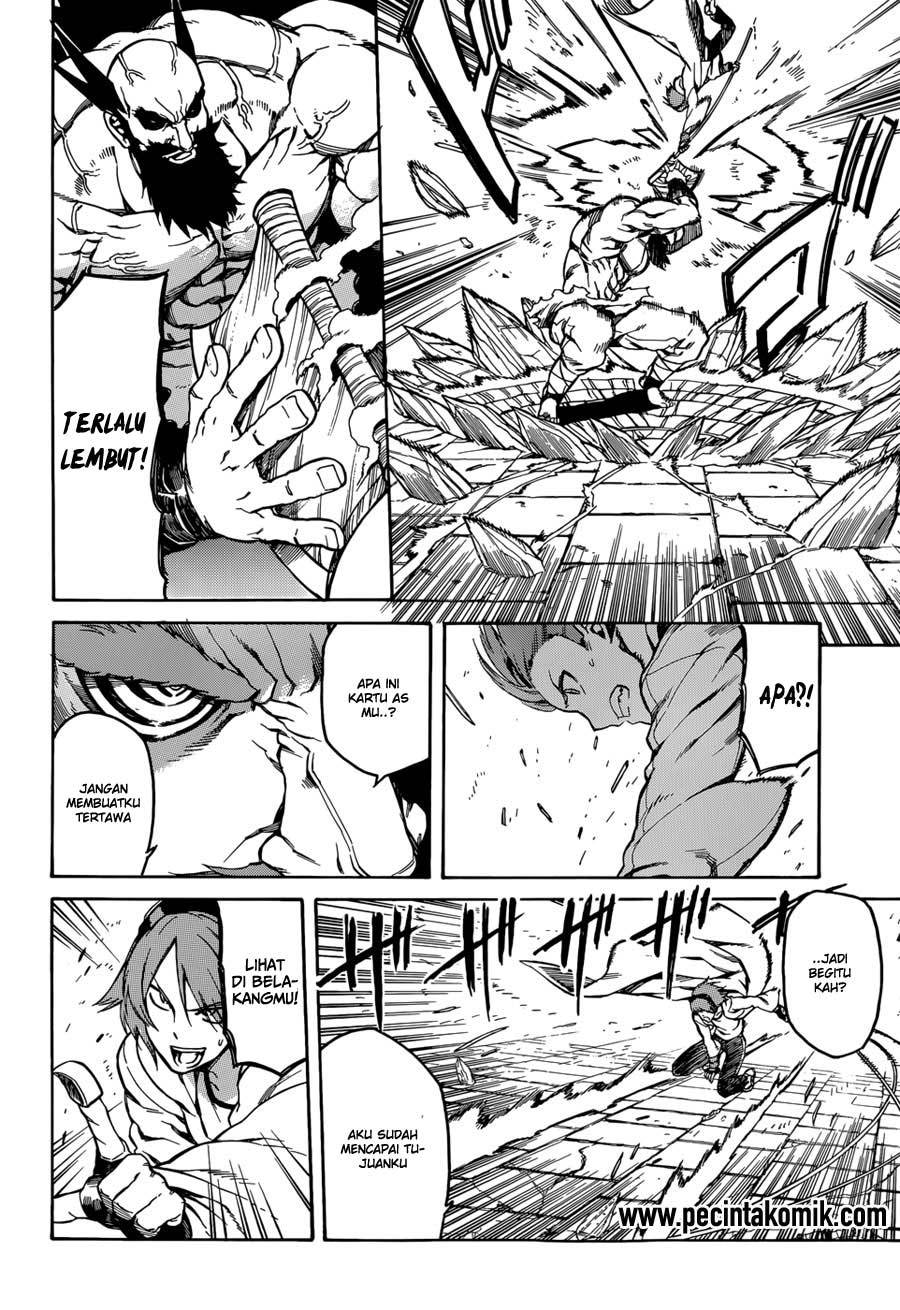 TERLALU
LEMBUT!
APA?!
APA INI
KARTU AS
MU..?
JANGAN
MEMBUATKU
TERTAWA
..JADI
BEGITU
KAH?
AKU SUDAH
MENCAPAI TU-
JUANKU
LIHAT
DI BELA-
KANGMU!
www.pecintakomik.com